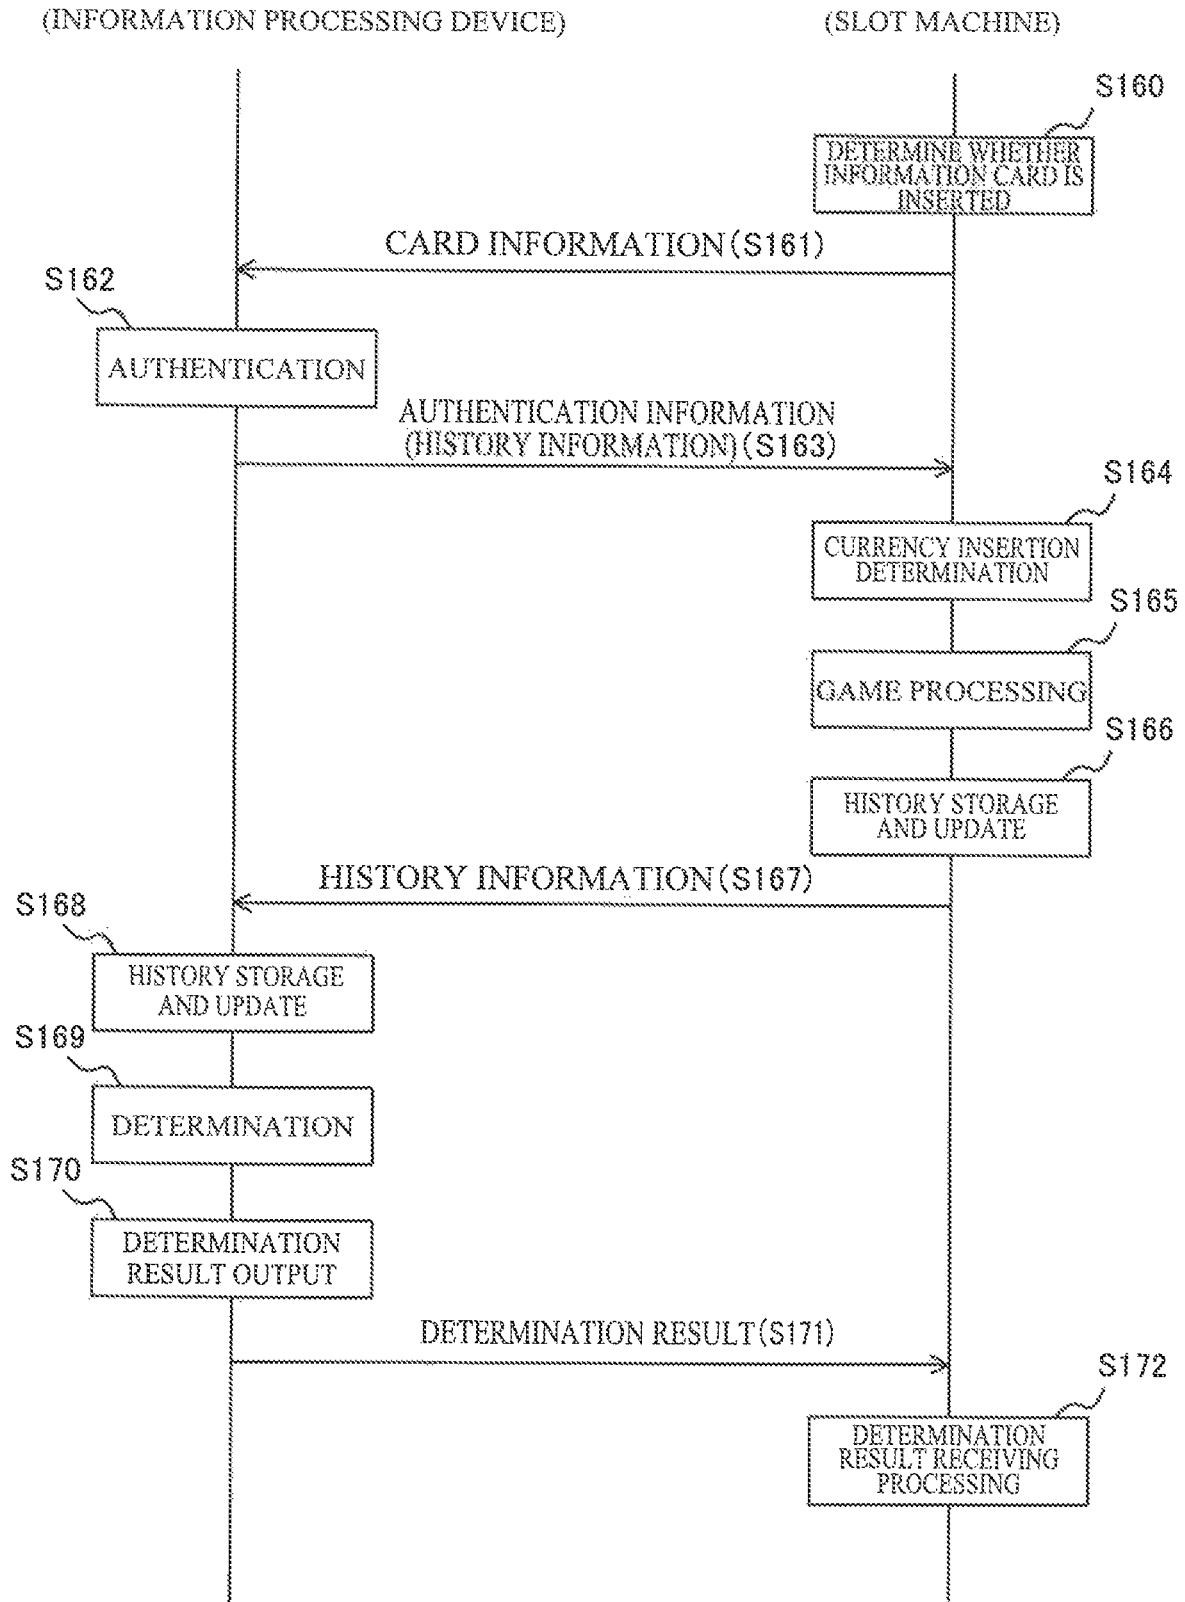 (INFORMATION PROCESSING DEVICE)
(SLOT MACHINE)
S160
DETERMINE WHETHER
INFORMATION CARD IS
INSERTED
CARD INFORMATION(S161)
S162
AUTHENTICATION
AUTHENTICATION INFORMATION
(HISTORY INFORMATION)(S163)
S164
CURRENCY INSERTION
DETERMINATION
S165
GAME PROCESSING
S166
HISTORY STORAGE
AND UPDATE
HISTORY INFORMATION(S167)
S168
HISTORY STORAGE
AND UPDATE
S169
DETERMINATION
S170
DETERMINATION
RESULT OUTPUT
DETERMINATION RESULT(S171)
S172
DETERMINATION
RESULT RECEIVING
PROCESSING